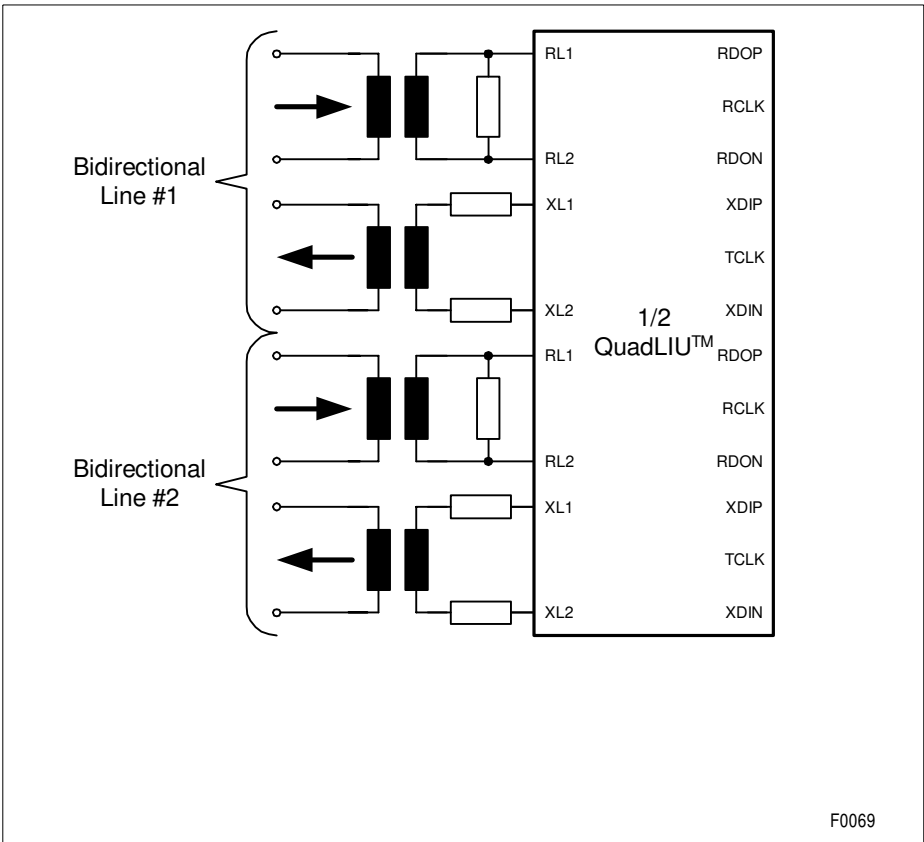 RL1 RDOP
RCLK
RL2 RDON
Bidirectional
Line #1
XL1 XDIP
TCLK
XL2 XDIN
1/2
QuadLIU™
RL1 RDOP
RCLK
RL2 RDON
Bidirectional
Line #2
XL1 XDIP
TCLK
XL2 XDIN
F0069